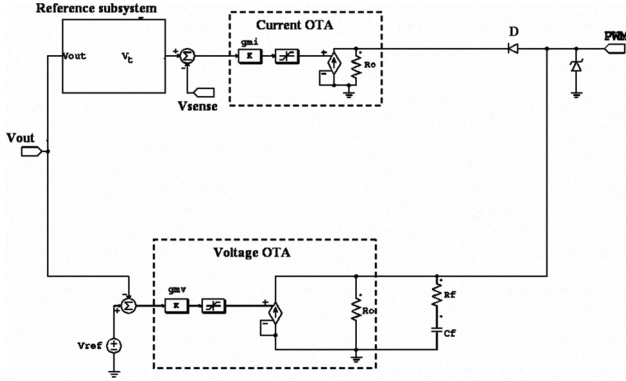 Reference subsystem
Current OTA
D
PWM
Vout
Vt
+
-
Σ
gmi
K
+
-
Ro
Vsense
Vout
Voltage OTA
gmv
-
+
Σ
K
+
-
Ro
Rf
Cf
Vref
+
-